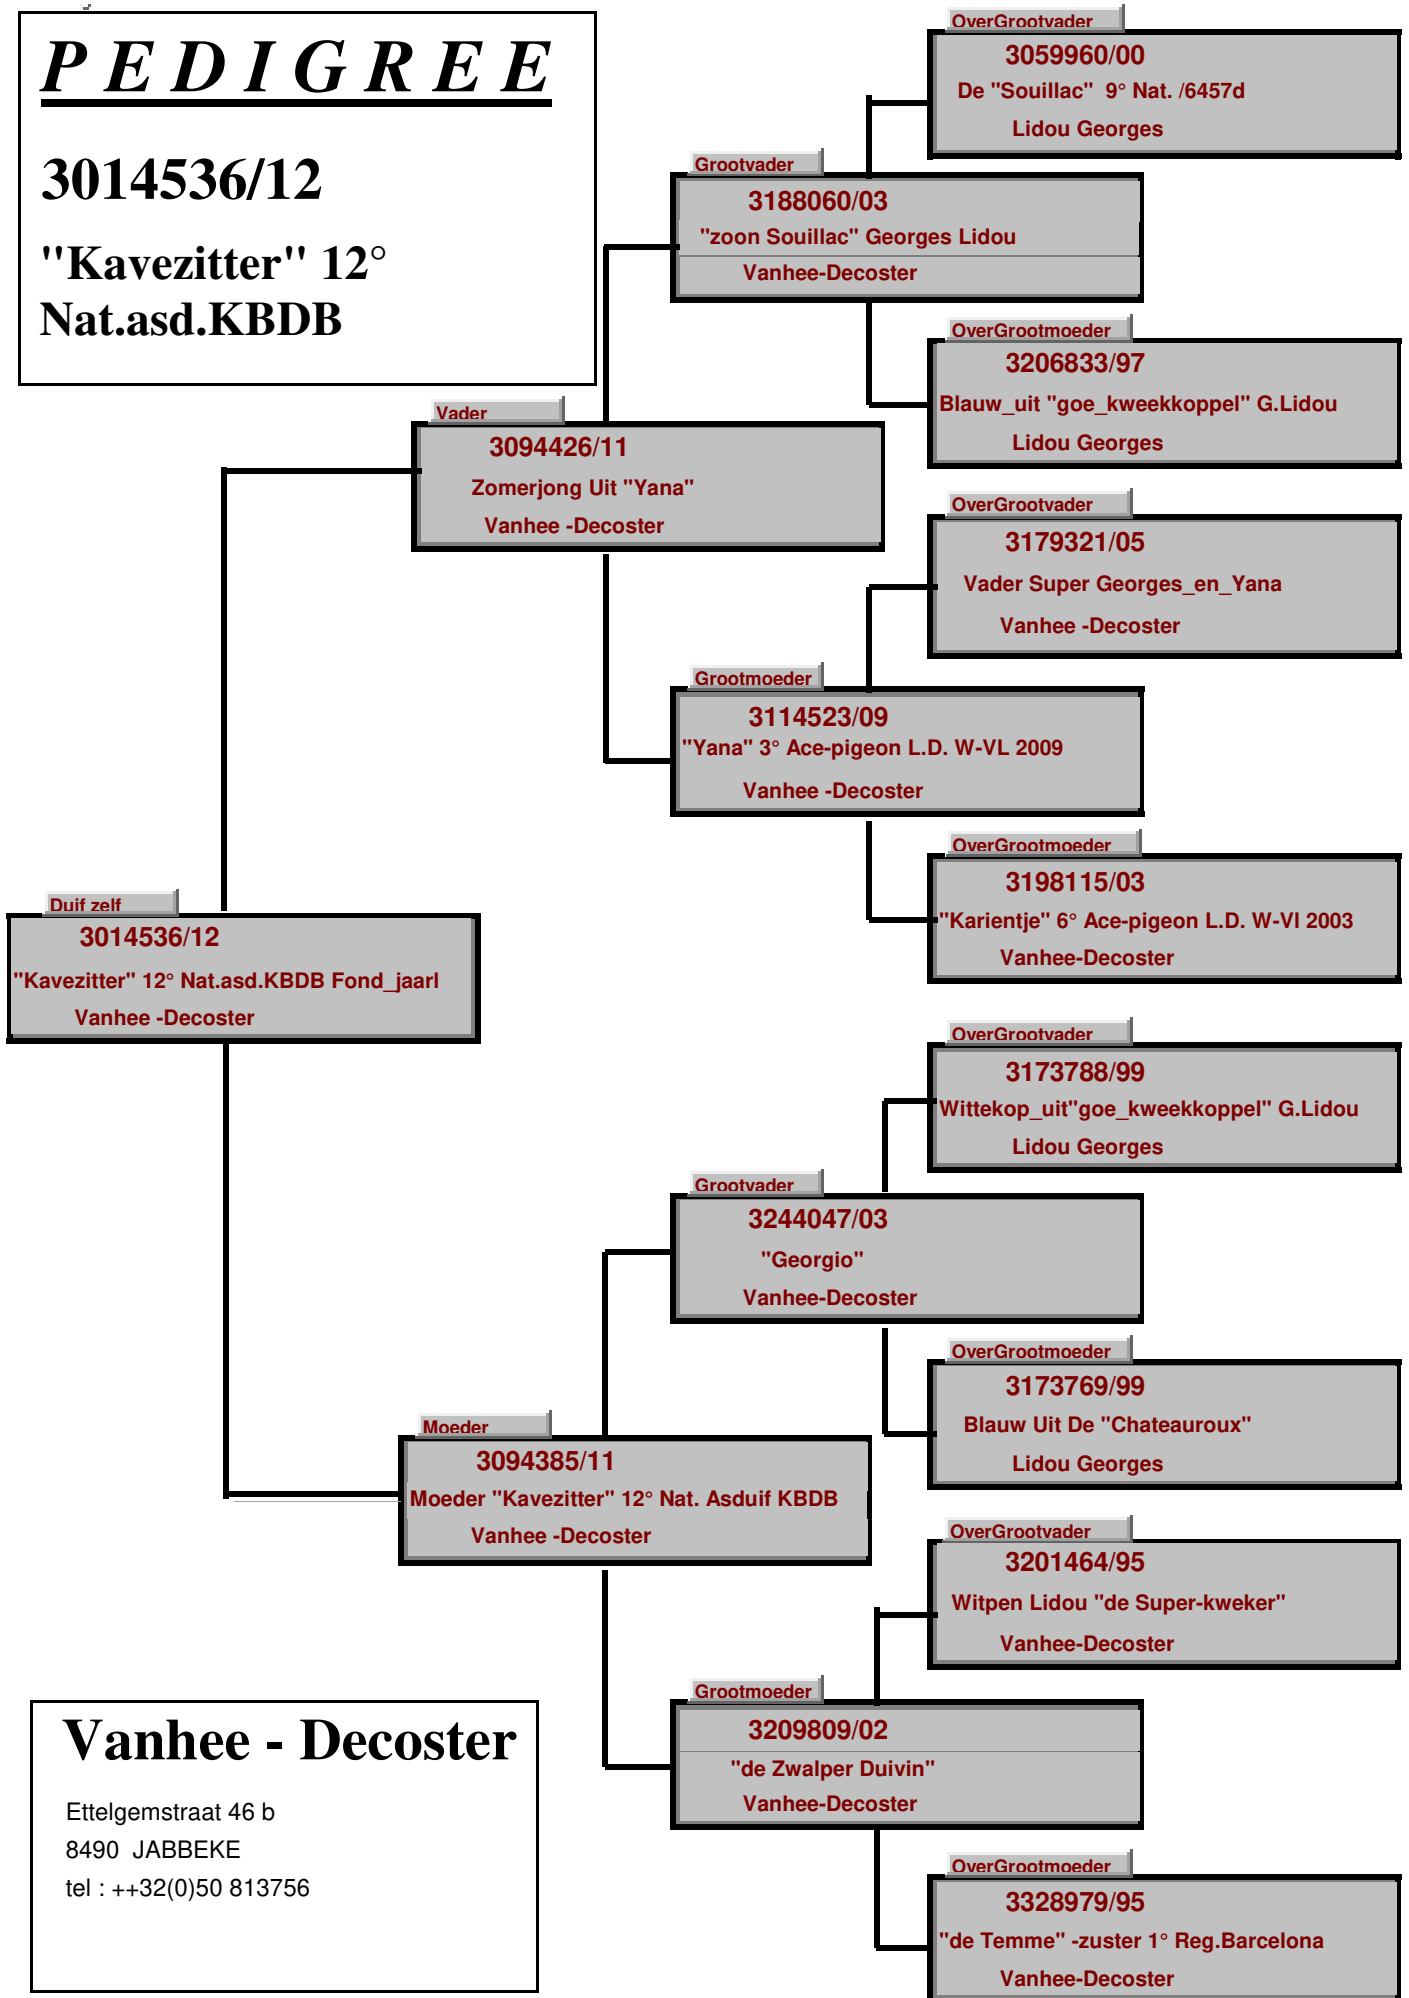 P E D I G R E E
3014536/12
"Kavezitter" 12°
Nat.asd.KBDB
OverGrootvader
3059960/00
De "Souillac" 9° Nat. /6457d
Lidou Georges
Grootvader
3188060/03
"zoon Souillac" Georges Lidou
Vanhee-Decoster
OverGrootmoeder
3206833/97
Blauw_uit "goe_kweekkoppel" G.Lidou
Lidou Georges
Vader
3094426/11
Zomerjong Uit "Yana"
Vanhee -Decoster
OverGrootvader
3179321/05
Vader Super Georges_en_Yana
Vanhee -Decoster
Grootmoeder
3114523/09
"Yana" 3° Ace-pigeon L.D. W-VL 2009
Vanhee -Decoster
OverGrootmoeder
3198115/03
"Karientje" 6° Ace-pigeon L.D. W-Vl 2003
Vanhee-Decoster
Duif zelf
3014536/12
"Kavezitter" 12° Nat.asd.KBDB Fond_jaarl
Vanhee -Decoster
OverGrootvader
3173788/99
Wittekop_uit"goe_kweekkoppel" G.Lidou
Lidou Georges
Grootvader
3244047/03
"Georgio"
Vanhee-Decoster
OverGrootmoeder
3173769/99
Blauw Uit De "Chateauroux"
Lidou Georges
Moeder
3094385/11
Moeder "Kavezitter" 12° Nat. Asduif KBDB
Vanhee -Decoster
OverGrootvader
3201464/95
Witpen Lidou "de Super-kweker"
Vanhee-Decoster
Grootmoeder
3209809/02
"de Zwalper Duivin"
Vanhee-Decoster
OverGrootmoeder
3328979/95
"de Temme" -zuster 1° Reg.Barcelona
Vanhee-Decoster
Vanhee - Decoster
Ettelgemstraat 46 b
8490 JABBEKE
tel : ++32(0)50 813756